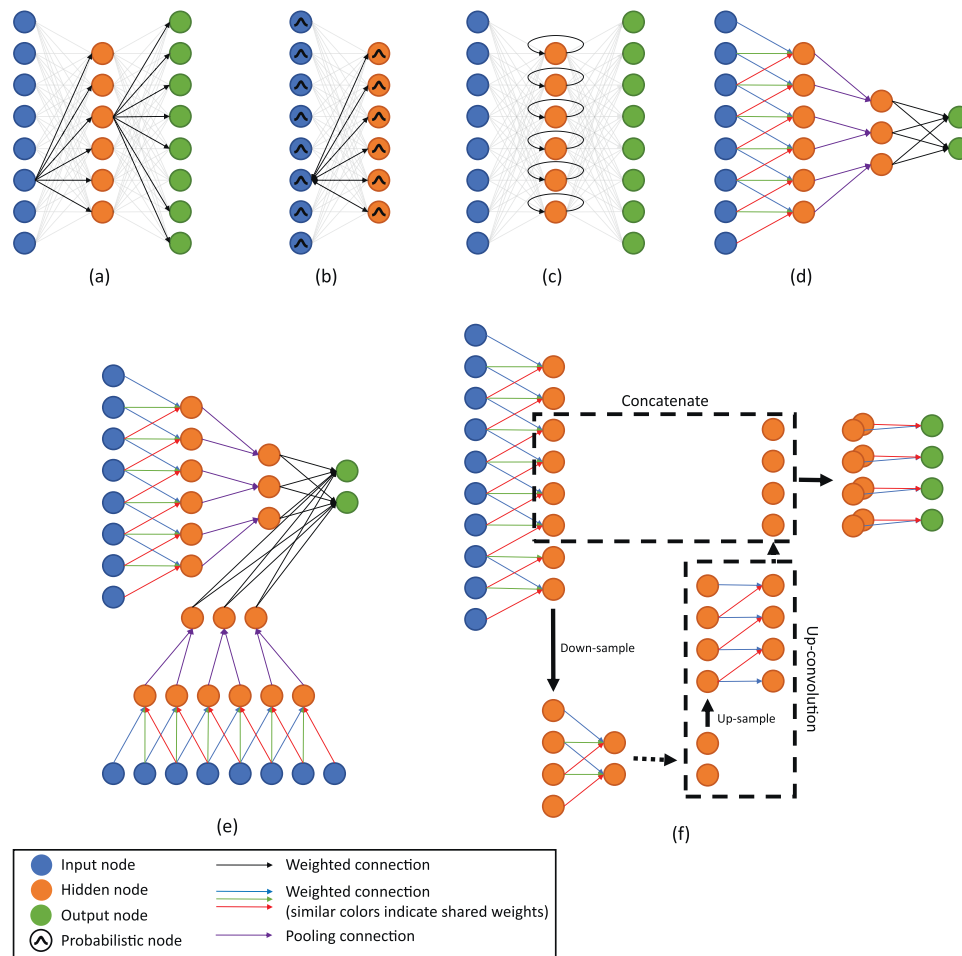 (a)
(b)
(c)
(d)
Concatenate
Down-sample
Up-sample
Up-convolution
(e)
(f)
Input node
Hidden node
Output node
Probabilistic node
Weighted connection
Weighted connection
(similar colors indicate shared weights)
Pooling connection